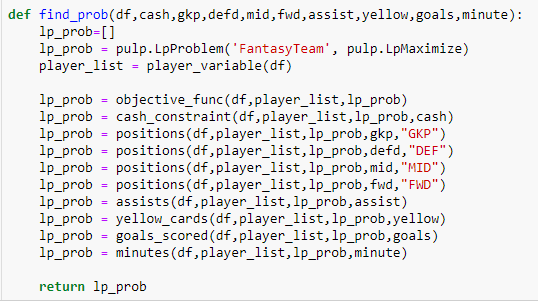 def find_prob(df,cash,gkp,defd,mid,fwd,assist,yellow,goals,minute):
    lp_prob=[]
    lp_prob = pulp.LpProblem('FantasyTeam', pulp.LpMaximize)
    player_list = player_variable(df)

    lp_prob = objective_func(df,player_list,lp_prob)
    lp_prob = cash_constraint(df,player_list,lp_prob,cash)
    lp_prob = positions(df,player_list,lp_prob,gkp,"GKP")
    lp_prob = positions(df,player_list,lp_prob,defd,"DEF")
    lp_prob = positions(df,player_list,lp_prob,mid,"MID")
    lp_prob = positions(df,player_list,lp_prob,fwd,"FWD")
    lp_prob = assists(df,player_list,lp_prob,assist)
    lp_prob = yellow_cards(df,player_list,lp_prob,yellow)
    lp_prob = goals_scored(df,player_list,lp_prob,goals)
    lp_prob = minutes(df,player_list,lp_prob,minute)

    return lp_prob